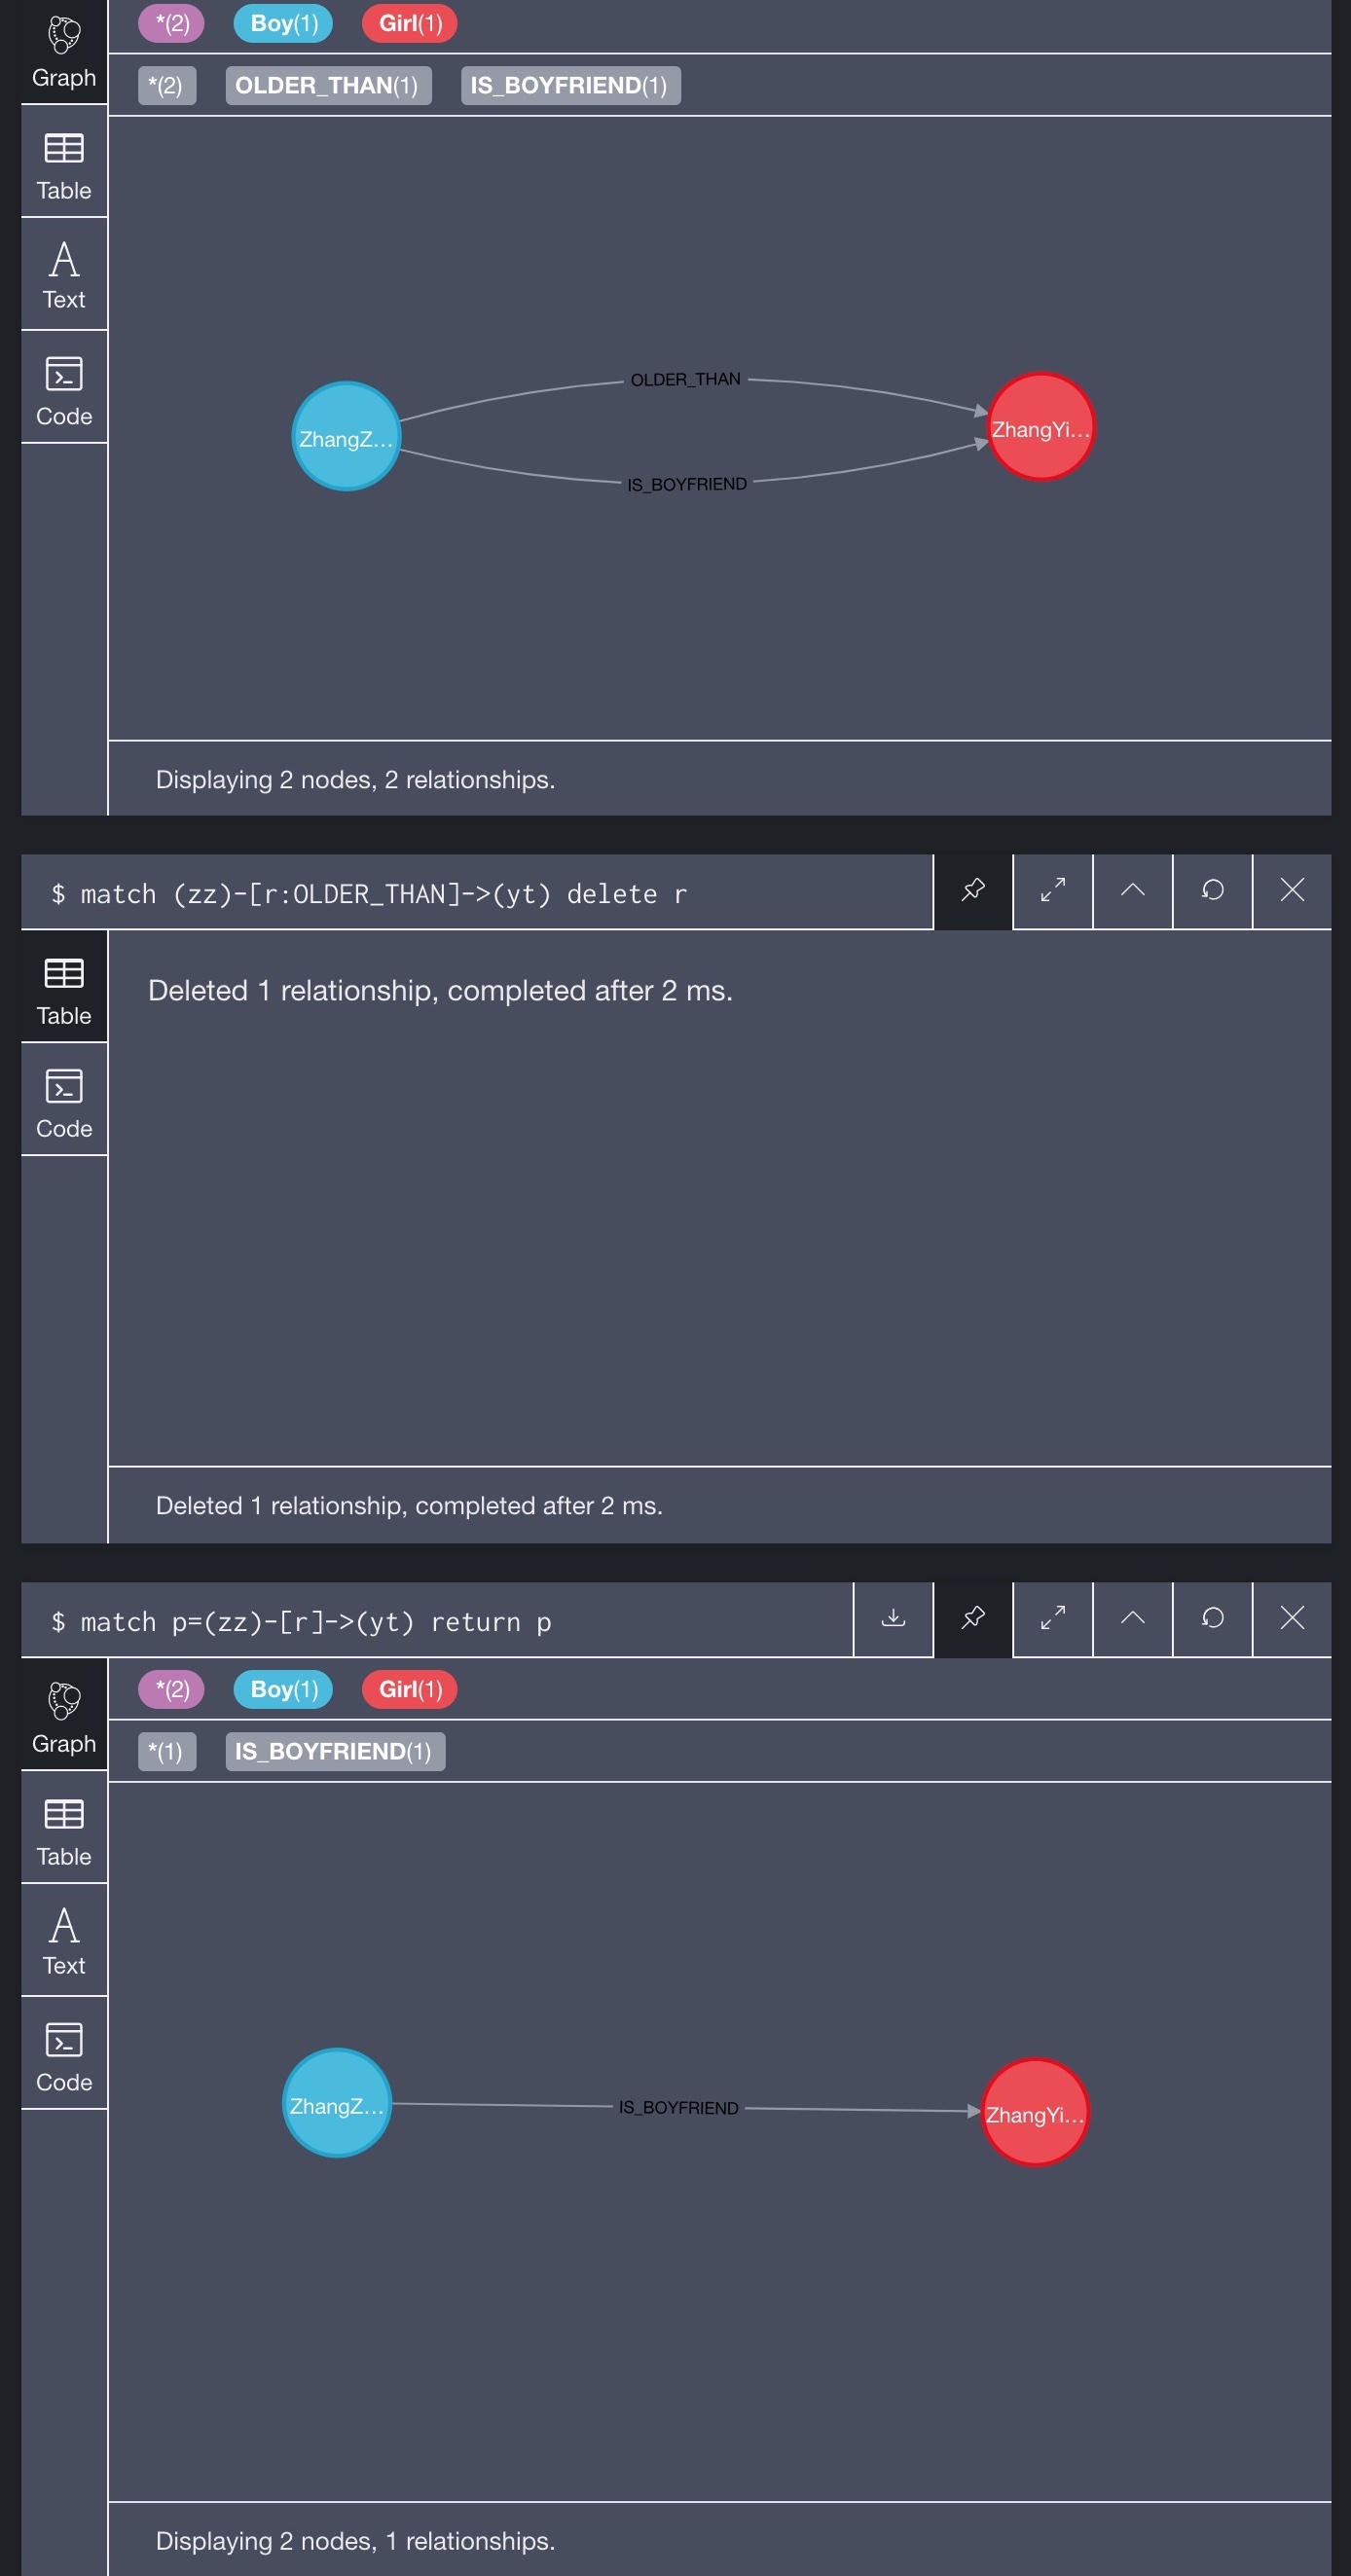 *(2) Boy(1) Girl(1)
Graph
*(2) OLDER_THAN(1) IS_BOYFRIEND(1)
Table
Text
Code
OLDER_THAN
ZhangZ...
ZhangYi...
IS_BOYFRIEND
Displaying 2 nodes, 2 relationships.
$ match (zz)-[r:OLDER_THAN]->(yt) delete r
Table
Deleted 1 relationship, completed after 2 ms.
Code
Deleted 1 relationship, completed after 2 ms.
$ match p=(zz)-[r]->(yt) return p
*(2) Boy(1) Girl(1)
Graph
*(1) IS_BOYFRIEND(1)
Table
Text
Code
ZhangZ...
IS_BOYFRIEND
ZhangYi...
Displaying 2 nodes, 1 relationships.